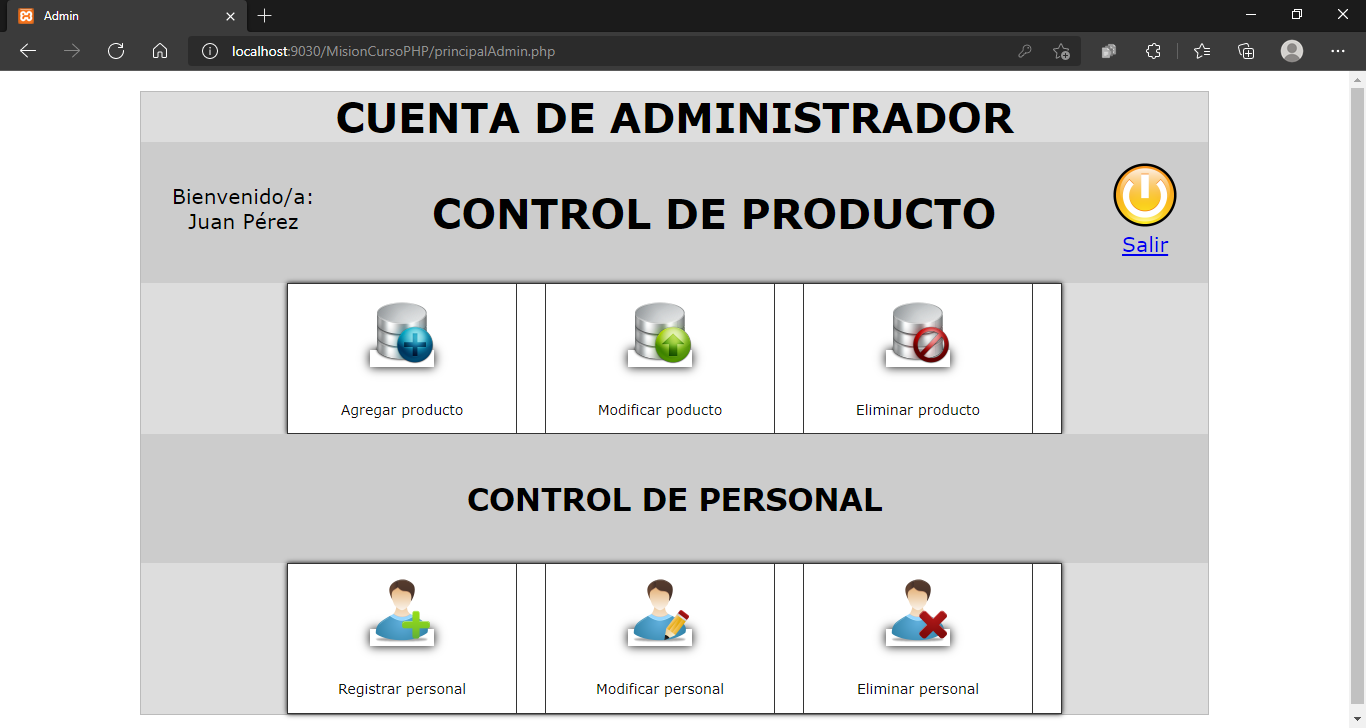 Admin
localhost:9030/MisionCursoPHP/principalAdmin.php
CUENTA DE ADMINISTRADOR
Bienvenido/a:
Juan Pérez
CONTROL DE PRODUCTO
Salir
Agregar producto
Modificar poducto
Eliminar producto
CONTROL DE PERSONAL
Registrar personal
Modificar personal
Eliminar personal